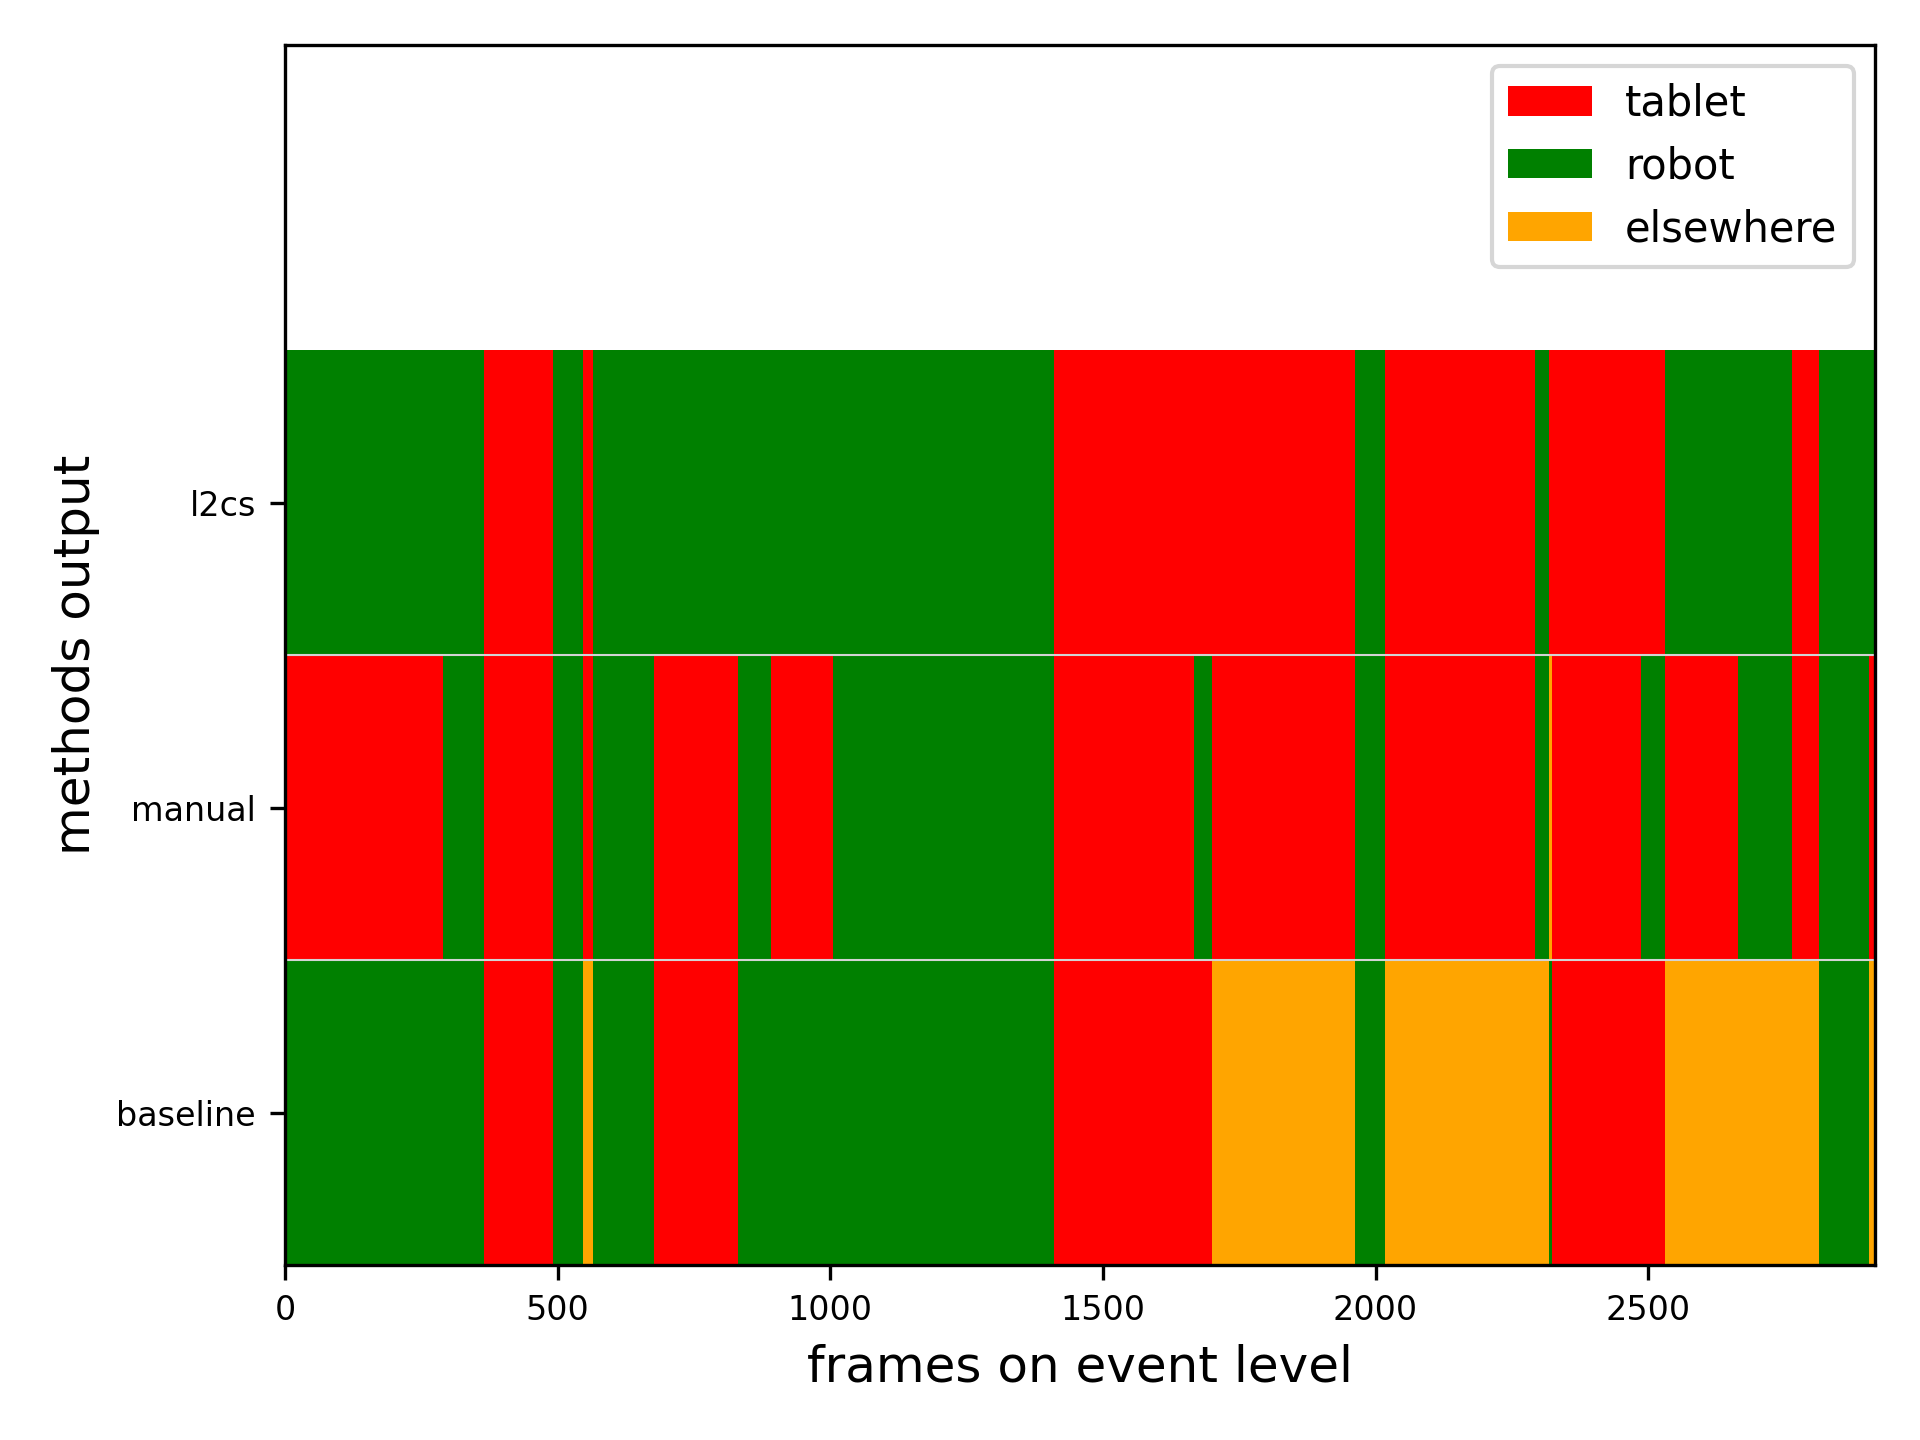 tablet
robot
elsewhere
methods output
l2cs
manual
baseline
0 500 1000 1500 2000 2500
frames on event level